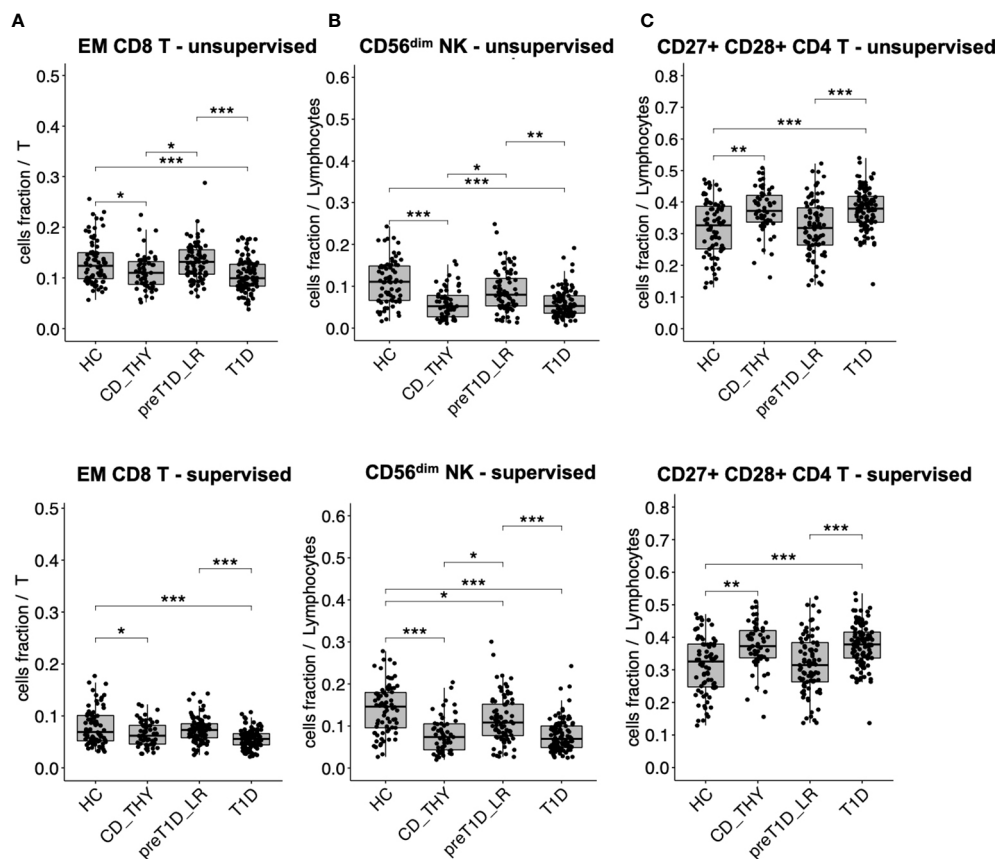 A
B
C
EM CD8 T - unsupervised
CD56dim NK - unsupervised
CD27+ CD28+ CD4 T - unsupervised
cells fraction / T
0.5
0.4
0.3
0.2
0.1
0.0
***
*
***
*
HC
CD_THY
preT1D_LR
T1D
cells fraction / Lymphocytes
0.6
0.5
0.4
0.3
0.2
0.1
0.0
**
*
***
***
HC
CD_THY
preT1D_LR
T1D
cells fraction / Lymphocytes
0.8
0.7
0.6
0.5
0.4
0.3
0.2
0.1
0.0
***
***
**
HC
CD_THY
preT1D_LR
T1D
EM CD8 T - supervised
CD56dim NK - supervised
CD27+ CD28+ CD4 T - supervised
cells fraction / T
0.5
0.4
0.3
0.2
0.1
0.0
***
***
*
HC
CD_THY
preT1D_LR
T1D
cells fraction / Lymphocytes
0.6
0.5
0.4
0.3
0.2
0.1
0.0
***
*
***
*
***
HC
CD_THY
preT1D_LR
T1D
cells fraction / Lymphocytes
0.8
0.7
0.6
0.5
0.4
0.3
0.2
0.1
0.0
***
***
**
HC
CD_THY
preT1D_LR
T1D